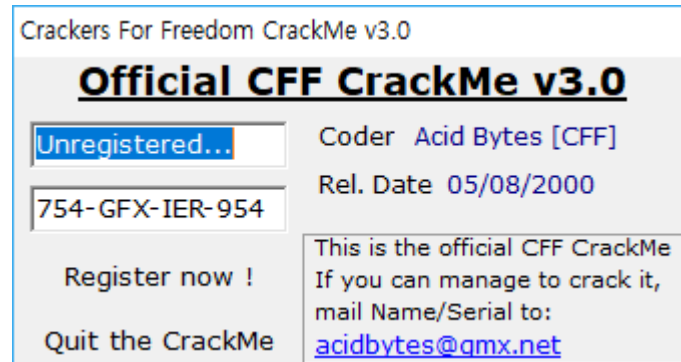 Crackers For Freedom CrackMe v3.0
Official CFF CrackMe v3.0
Unregistered...
Coder Acid Bytes [CFF]
754-GFX-IER-954
Rel. Date 05/08/2000
Register now !
Quit the CrackMe
This is the official CFF CrackMe
If you can manage to crack it,
mail Name/Serial to:
acidbytes@gmx.net